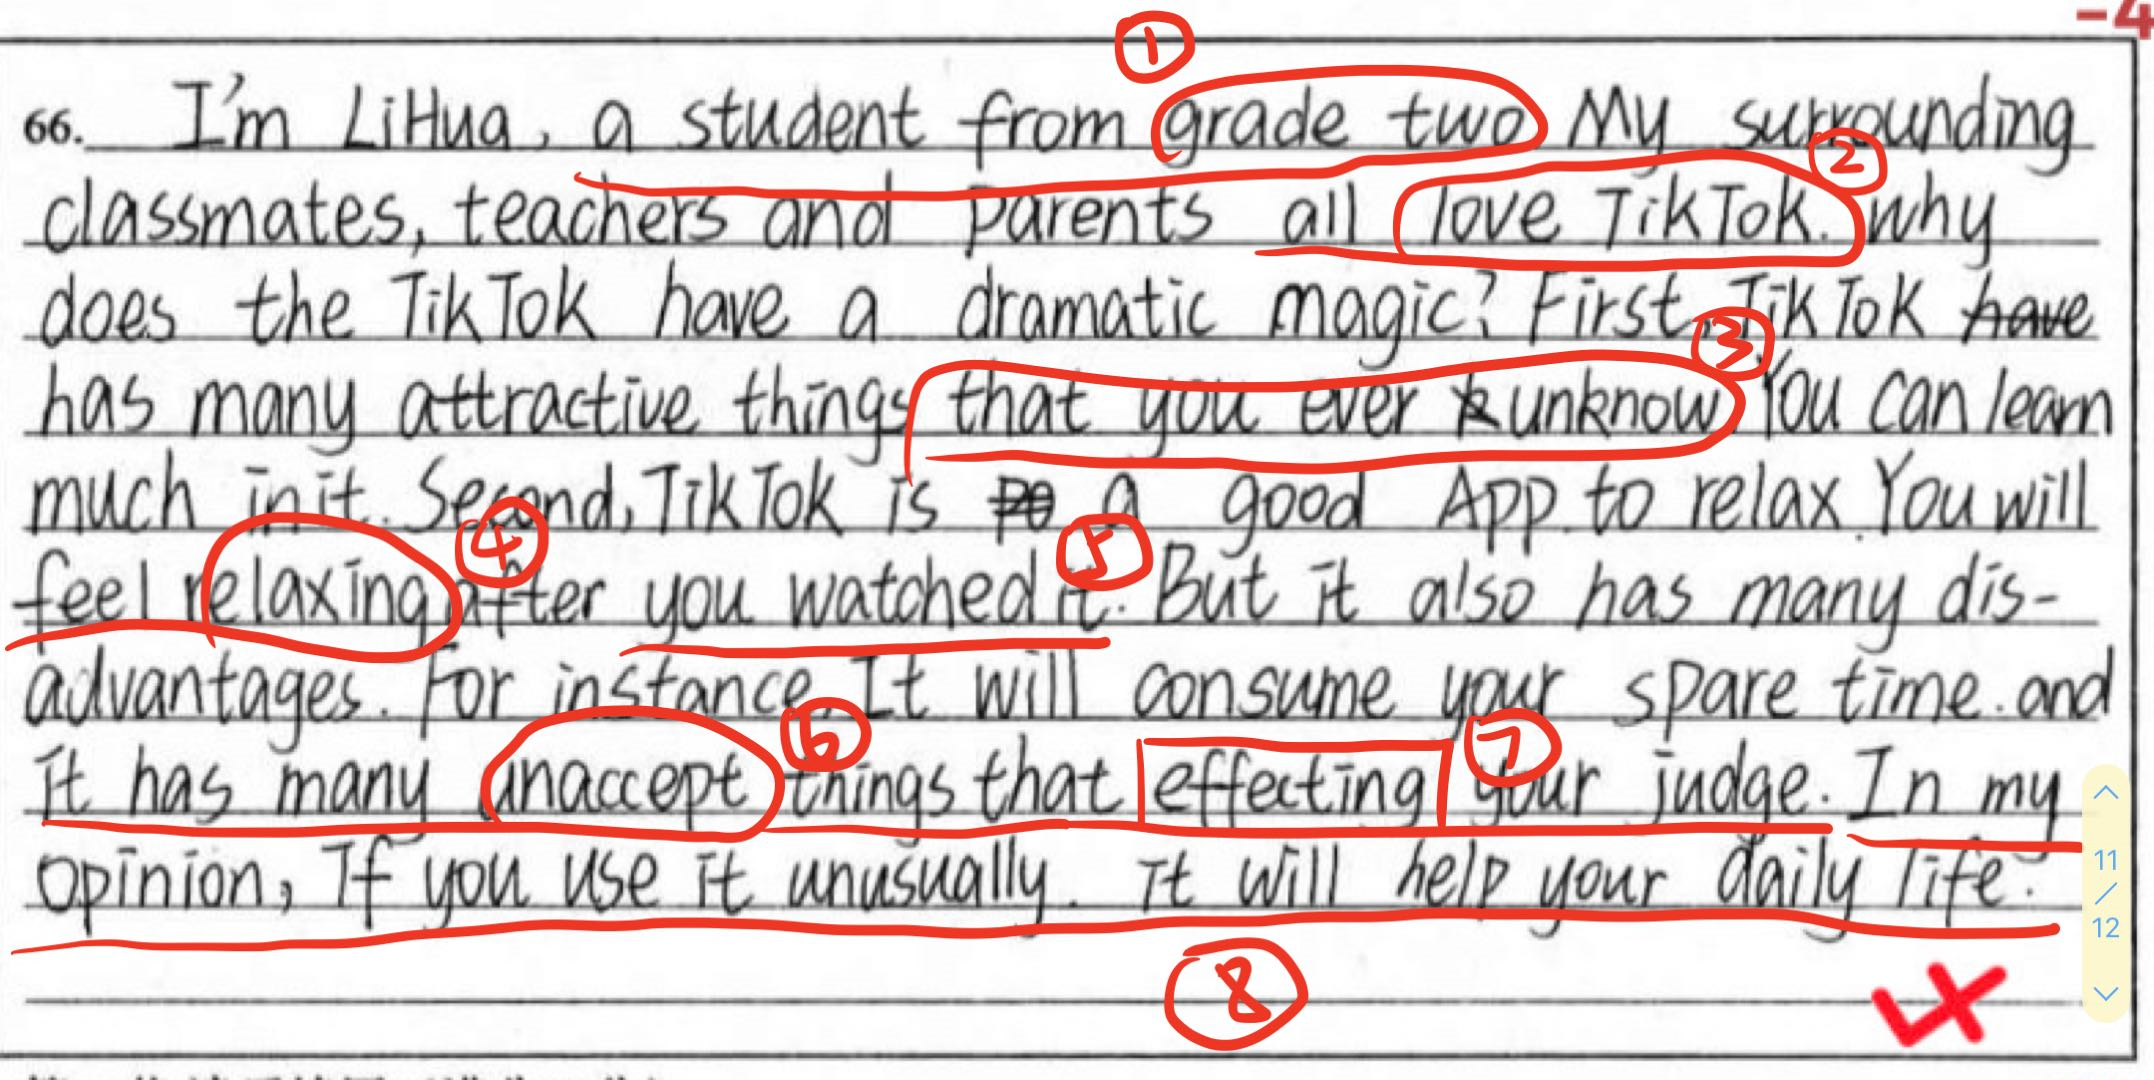 -4
①
66. I'm LiHua, a student from grade two My surrounding
②
classmates, teachers and parents all love TikTok. why
does the TikTok have a dramatic magic? First, TikTok have
③
has many attractive things that you ever unknow You can learn
much in it. Second, TikTok is a good App to relax. You will
④ ⑤
feel relaxing after you watched it. But it also has many dis-
advantages. For instance, It will consume your spare time. and
⑥ ⑦
it has many unaccept things that effecting your judge. In my
opinion, If you use it unusually. it will help your daily life.
⑧
11
/
12